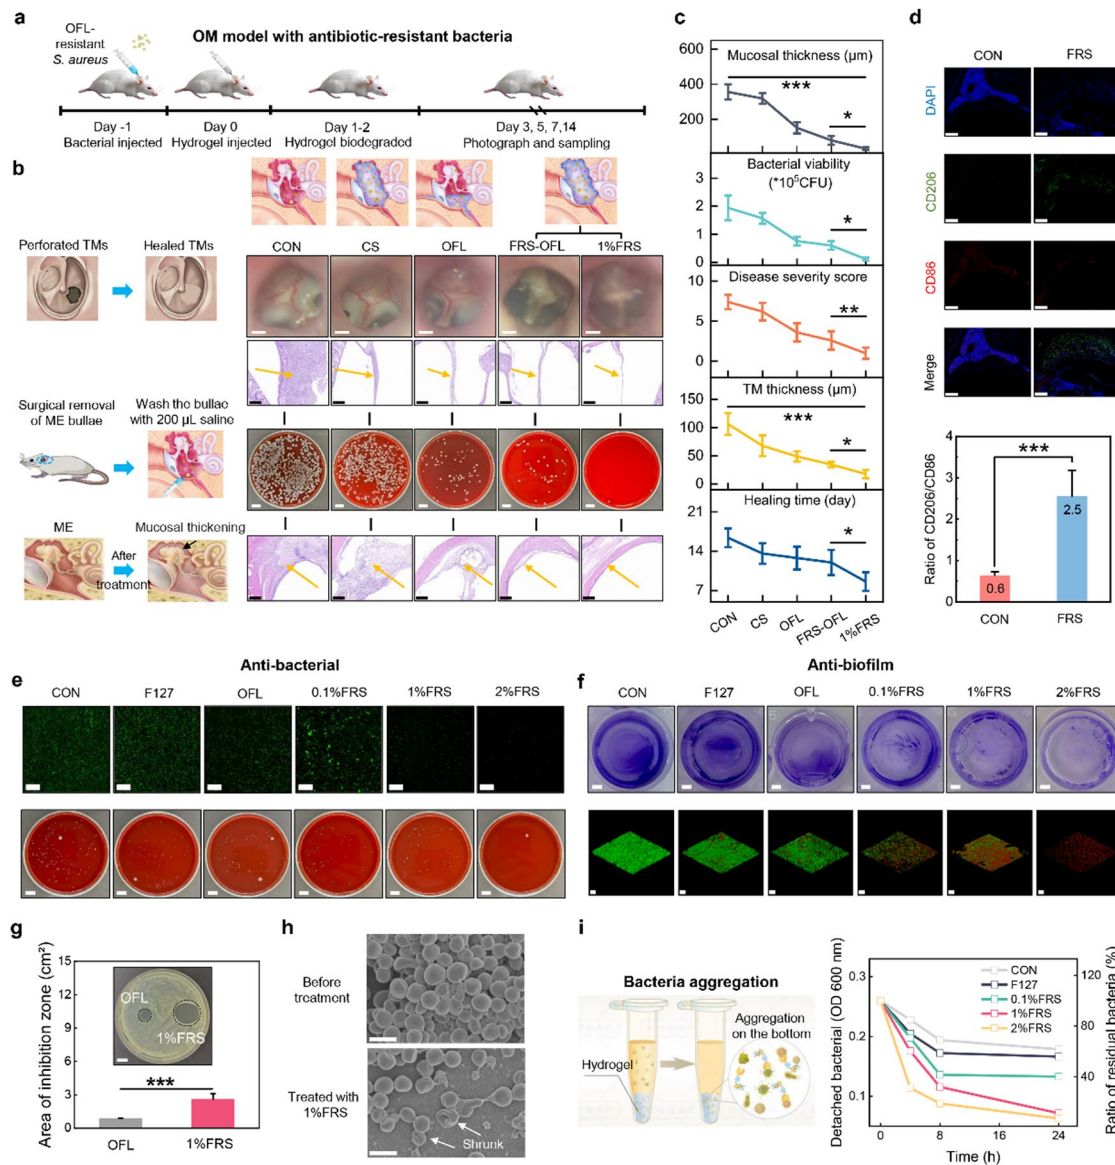 a
OFL-
resistant
S. aureus
OM model with antibiotic-resistant bacteria
Day -1
Bacterial injected
Day 0
Hydrogel injected
Day 1-2
Hydrogel biodegraded
Day 3, 5, 7,14
Photograph and sampling
b
Perforated TMs
Healed TMs
CON
CS
OFL
FRS-OFL
1%FRS
Surgical removal
of ME bullae
Wash the bullae
with 200 µL saline
ME
After
treatment
Mucosal thickening
c
Mucosal thickness (µm)
600
400
200
***
*
Bacterial viability
(*10⁵CFU)
4
2
0
*
Disease severity score
10
5
0
**
TM thickness (µm)
150
100
50
0
***
*
Healing time (day)
21
14
7
*
CON
CS
OFL
FRS-OFL
1%FRS
d
CON
FRS
DAPI
CD206
CD86
Merge
Ratio of CD206/CD86
4
3
2
1
0
***
0.6
2.5
CON
FRS
Anti-bacterial
e
CON
F127
OFL
0.1%FRS
1%FRS
2%FRS
Anti-biofilm
f
CON
F127
OFL
0.1%FRS
1%FRS
2%FRS
g
Area of inhibition zone (cm²)
15
12
9
6
3
0
OFL
1%FRS
***
OFL
1%FRS
h
Before
treatment
Treated with
1%FRS
Shrunk
i
Bacteria aggregation
Hydrogel
Aggregation
on the bottom
Detached bacterial (OD 600 nm)
0.3
0.2
0.1
CON
F127
0.1%FRS
1%FRS
2%FRS
120
80
40
Ratio of residual bacteria (%)
0
4
8
12
16
20
24
Time (h)